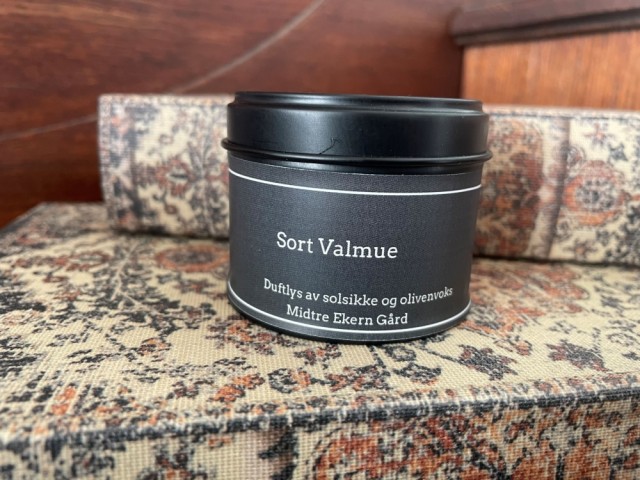 Sort Valmue
Duftlys av solsikke og olivenvoks
Midtre Ekern Gård